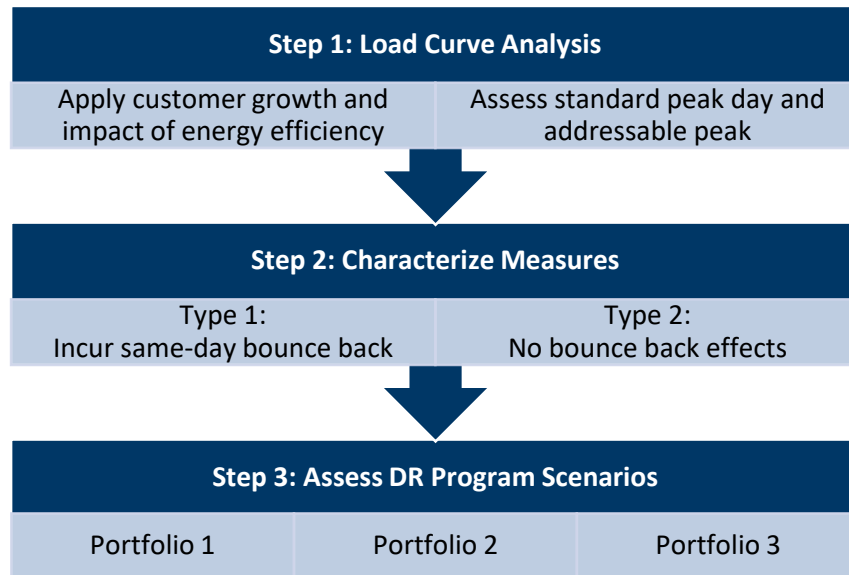 Step 1: Load Curve Analysis
Apply customer growth and
impact of energy efficiency
Assess standard peak day and
addressable peak
Step 2: Characterize Measures
Type 1:
Incur same-day bounce back
Type 2:
No bounce back effects
Step 3: Assess DR Program Scenarios
Portfolio 1
Portfolio 2
Portfolio 3